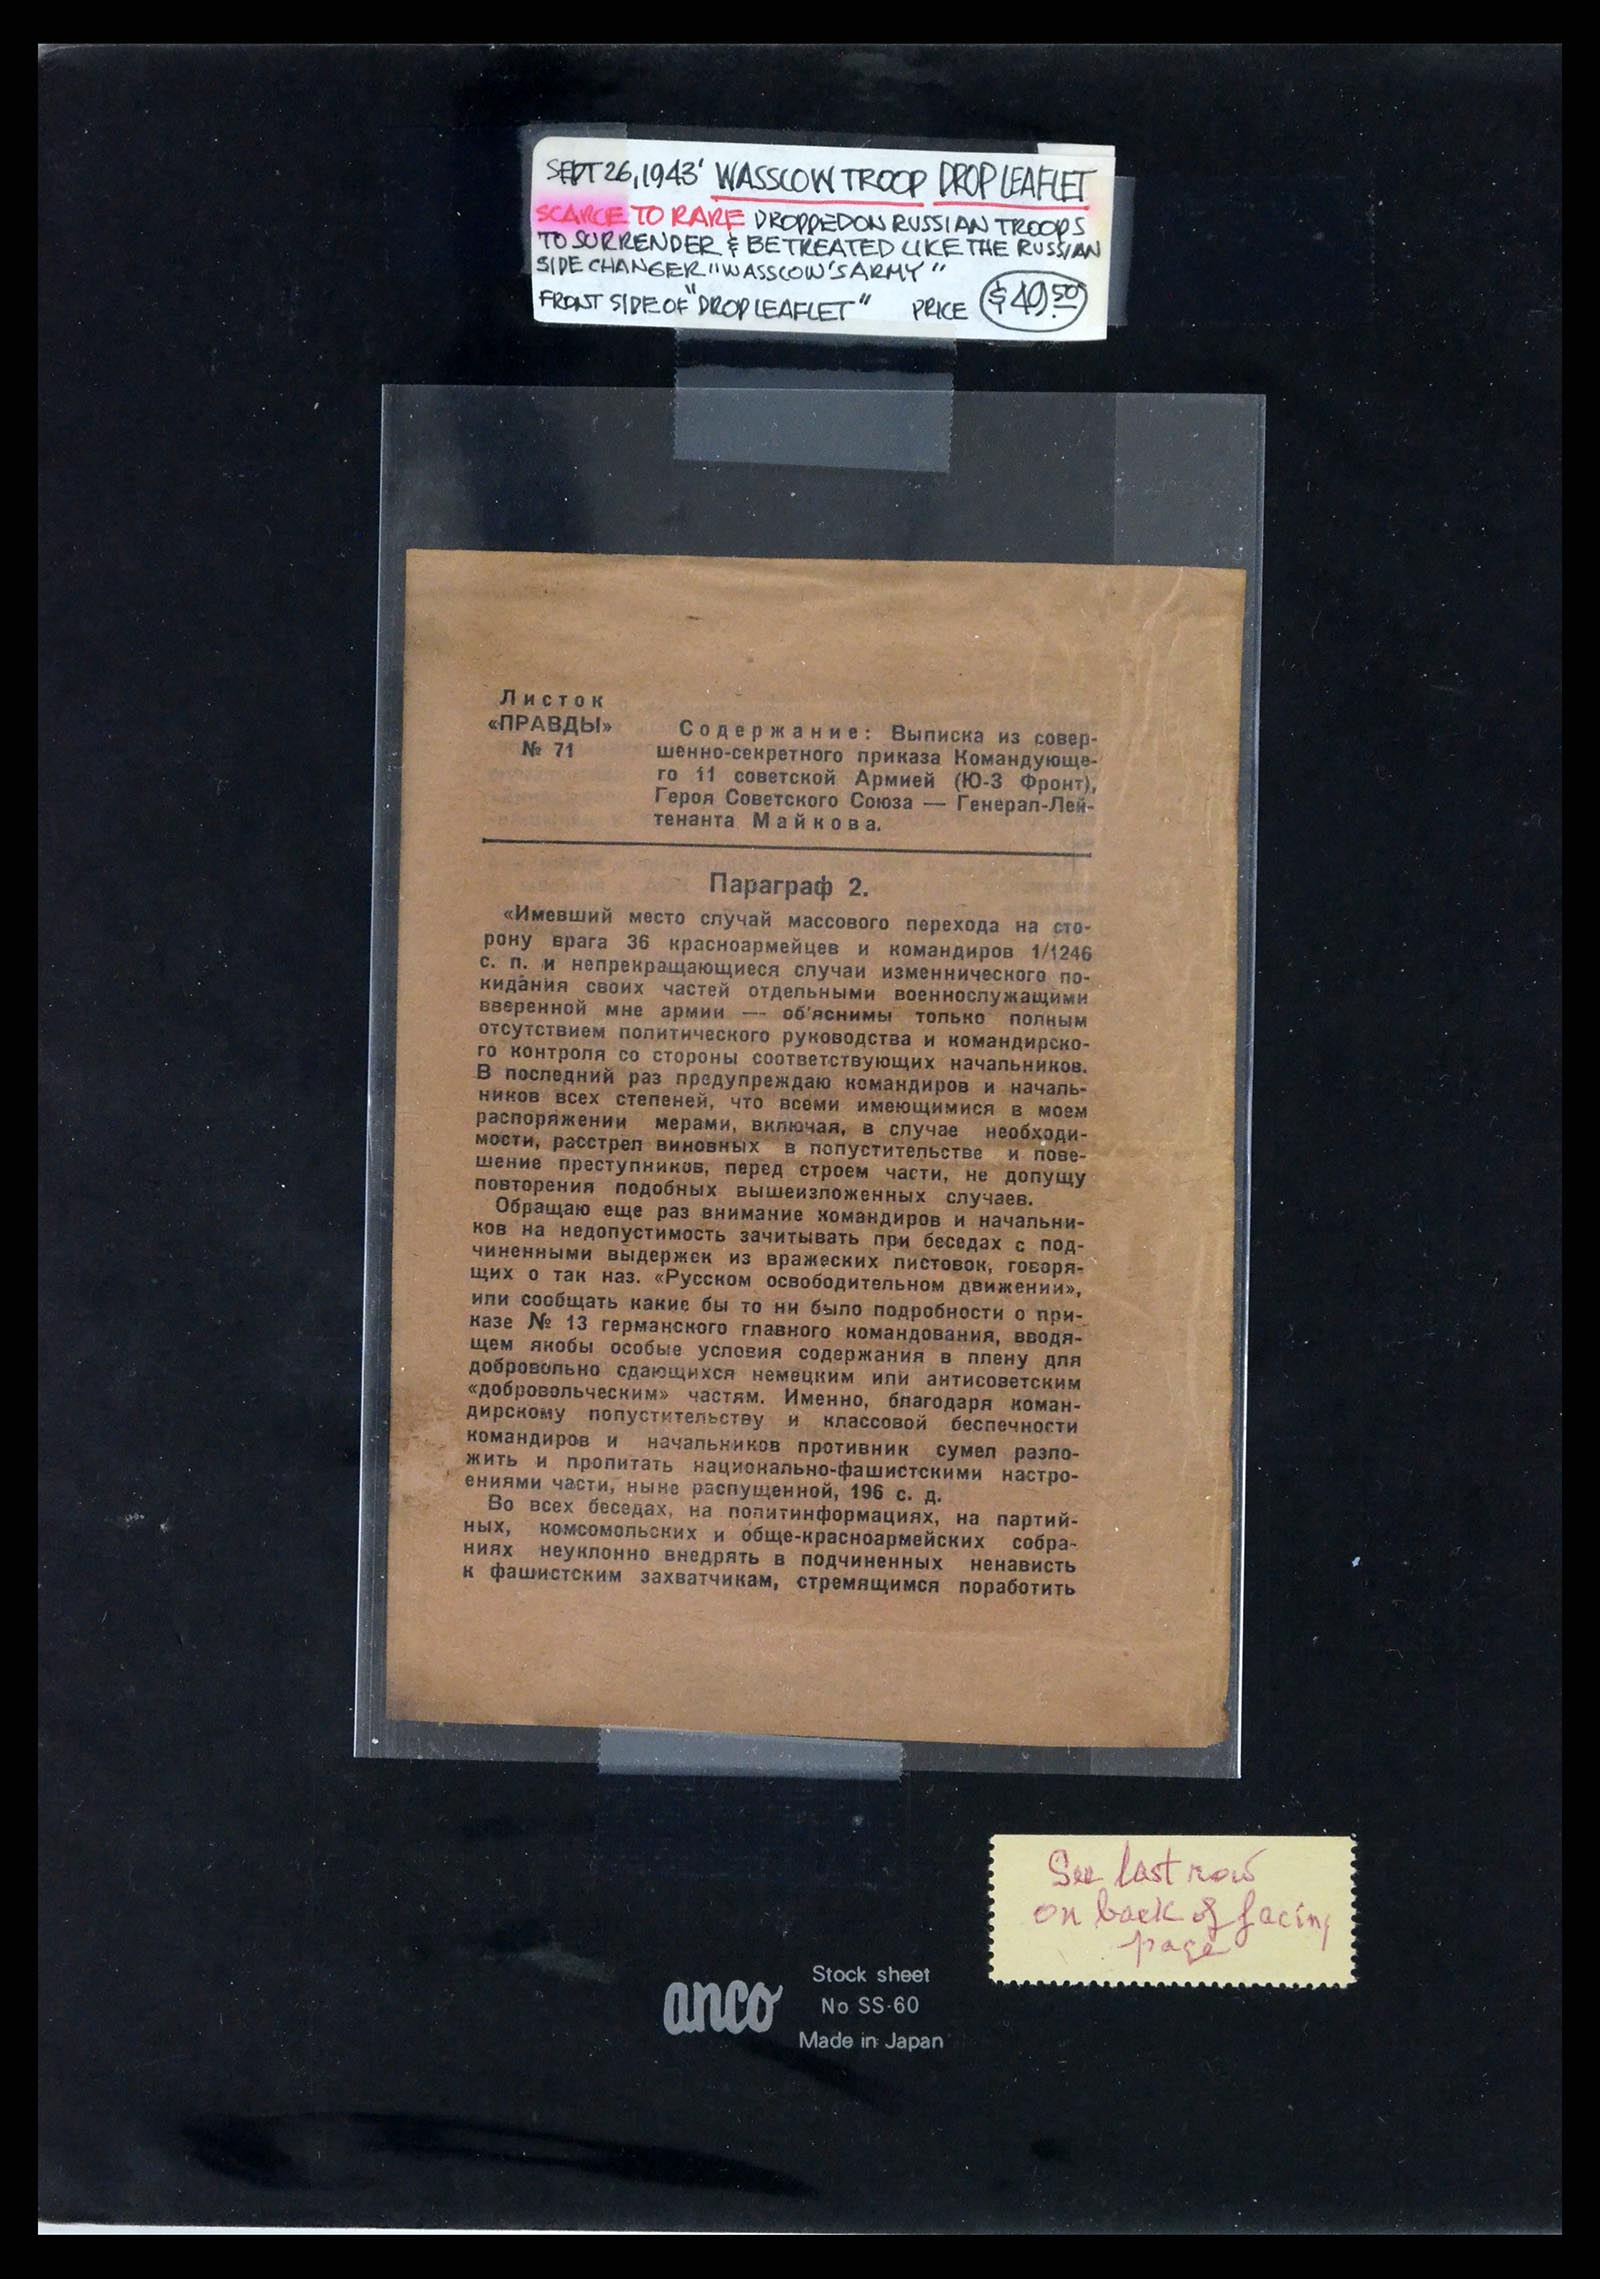 SEPT 26, 1943' WASSCOW TROOP DROP LEAFLET
SCARCE TO RARE DROPPED ON RUSSIAN TROOPS
TO SURRENDER & BE TREATED LIKE THE RUSSIAN
SIDE CHANGER "WASSCOW'S ARMY"
FRONT SIDE OF "DROP LEAFLET" PRICE $49.50
Листок
«ПРАВДЫ»
№ 71
Содержание: Выписка из совер-
шенно-секретного приказа Командующе-
го 11 советской Армией (Ю-З Фронт),
Героя Советского Союза — Генерал-Лей-
тенанта Майкова.
Параграф 2.
«Имевший место случай массового перехода на сто-
рону врага 36 красноармейцев и командиров 1/1246
с. п. и непрекращающиеся случаи изменнического по-
кидания своих частей отдельными военнослужащими
вверенной мне армии — об'яснимы только полным
отсутствием политического руководства и командирско-
го контроля со стороны соответствующих начальников.
В последний раз предупреждаю командиров и началь-
ников всех степеней, что всеми имеющимися в моем
распоряжении мерами, включая, в случае необходи-
мости, расстрел виновных в попустительстве и пове-
шение преступников, перед строем части, не допущу
повторения подобных вышеизложенных случаев.
Обращаю еще раз внимание командиров и начальни-
ков на недопустимость зачитывать при беседах с под-
чиненными выдержек из вражеских листовок, говоря-
щих о так наз. «Русском освободительном движении»,
или сообщать какие бы то ни было подробности о при-
казе № 13 германского главного командования, вводя-
щем якобы особые условия содержания в плену для
добровольно сдающихся немецким или антисоветским
«добровольческим» частям. Именно, благодаря коман-
дирскому попустительству и классовой беспечности
командиров и начальников противник сумел разло-
жить и пропитать национально-фашистскими настро-
ениями части, ныне распущенной, 196 с. д.
Во всех беседах, на политинформациях, на партий-
ных, комсомольских и обще-красноармейских собра-
ниях неуклонно внедрять в подчиненных ненависть
к фашистским захватчикам, стремящимся поработить
See last row
on back of facing
page
anco
Stock sheet
No SS-60
Made in Japan